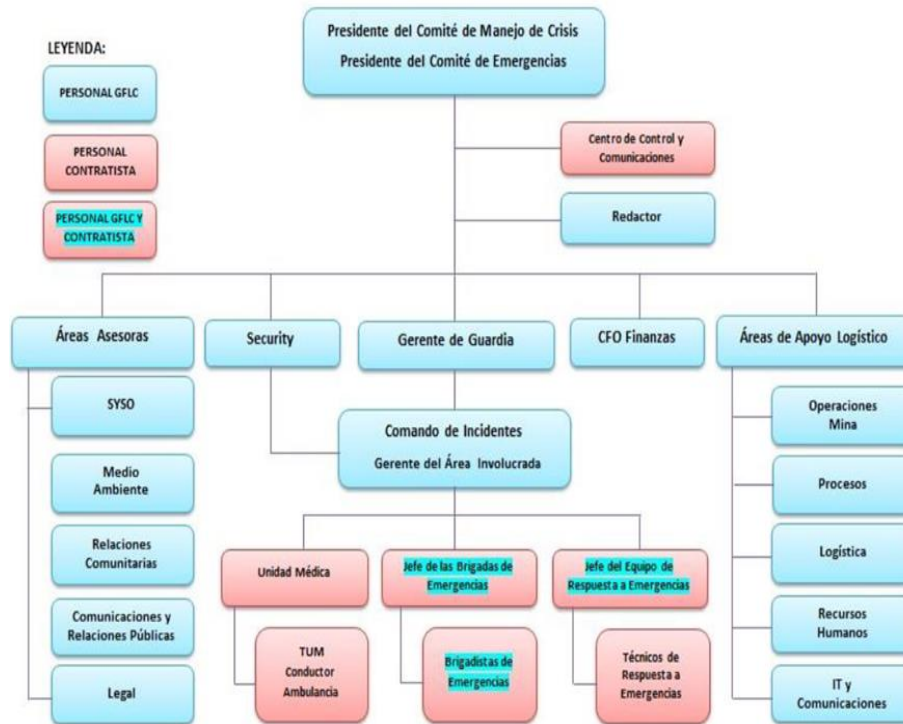 Presidente del Comité de Manejo de Crisis
Presidente del Comité de Emergencias
LEYENDA:
PERSONAL GFLC
PERSONAL
CONTRATISTA
PERSONAL GFLC Y
CONTRATISTA
Centro de Control y
Comunicaciones
Redactor
Áreas Asesoras
Security
Gerente de Guardia
CFO Finanzas
Áreas de Apoyo Logístico
SYSO
Medio
Ambiente
Relaciones
Comunitarias
Comunicaciones y
Relaciones Públicas
Legal
Comando de Incidentes
Gerente del Área Involucrada
Unidad Médica
TUM
Conductor
Ambulancia
Jefe de las Brigadas de
Emergencias
Brigadistas de
Emergencias
Jefe del Equipo de
Respuesta a Emergencias
Técnicos de
Respuesta a
Emergencias
Operaciones
Mina
Procesos
Logística
Recursos
Humanos
IT y
Comunicaciones